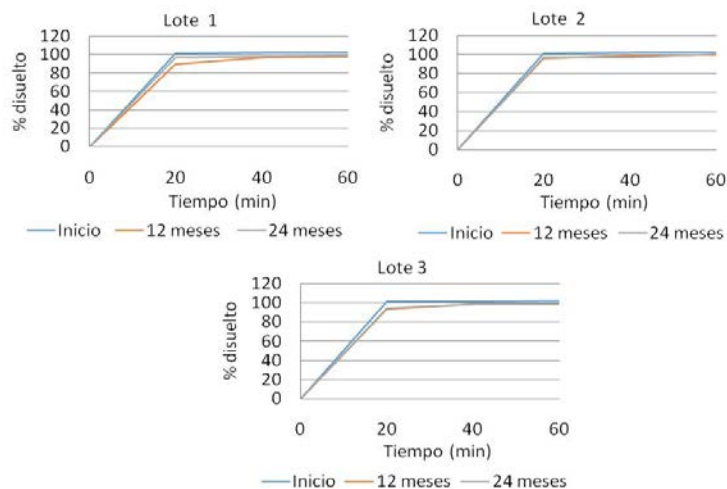 Lote 1
120
100
80
60
40
20
0
% disuelto
0 20 40 60
Tiempo (min)
Inicio 12 meses 24 meses
Lote 2
120
100
80
60
40
20
0
% disuelto
0 20 40 60
Tiempo (min)
Inicio 12 meses 24 meses
Lote 3
120
100
80
60
40
20
0
% disuelto
0 20 40 60
Tiempo (min)
Inicio 12 meses 24 meses